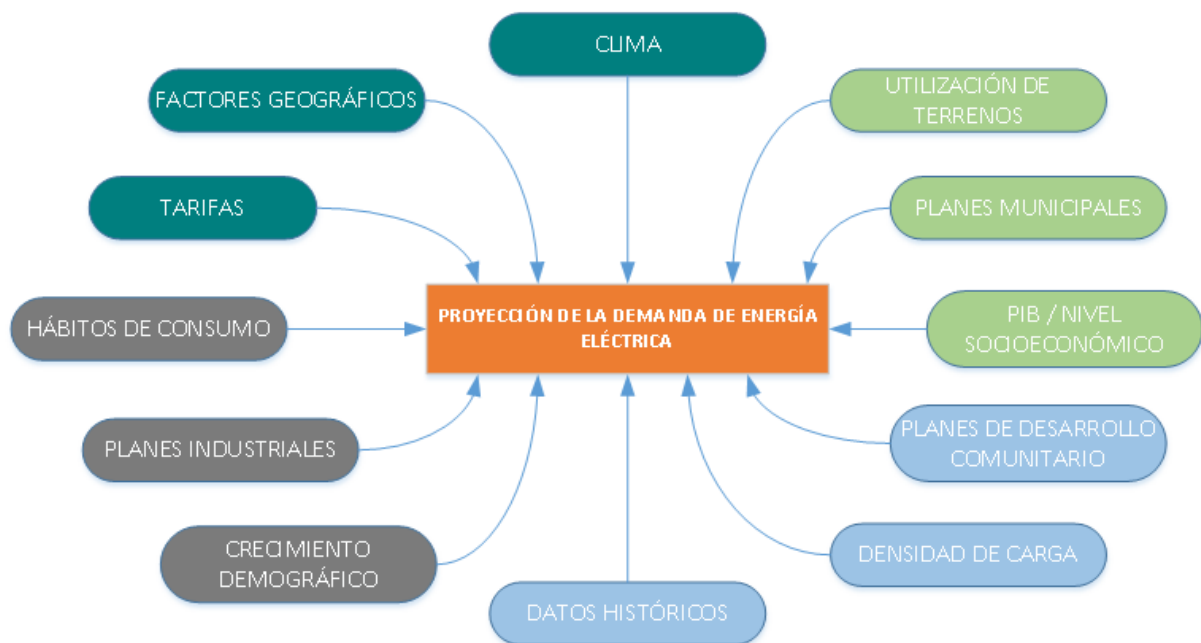 CLIMA
FACTORES GEOGRÁFICOS
UTILIZACIÓN DE
TERRENOS
TARIFAS
PLANES MUNICIPALES
HÁBITOS DE CONSUMO
PROYECCIÓN DE LA DEMANDA DE ENERGÍA
ELÉCTRICA
PIB / NIVEL
SOCIOECONÓMICO
PLANES INDUSTRIALES
PLANES DE DESARROLLO
COMUNITARIO
CRECIMIENTO
DEMOGRÁFICO
DENSIDAD DE CARGA
DATOS HISTÓRICOS